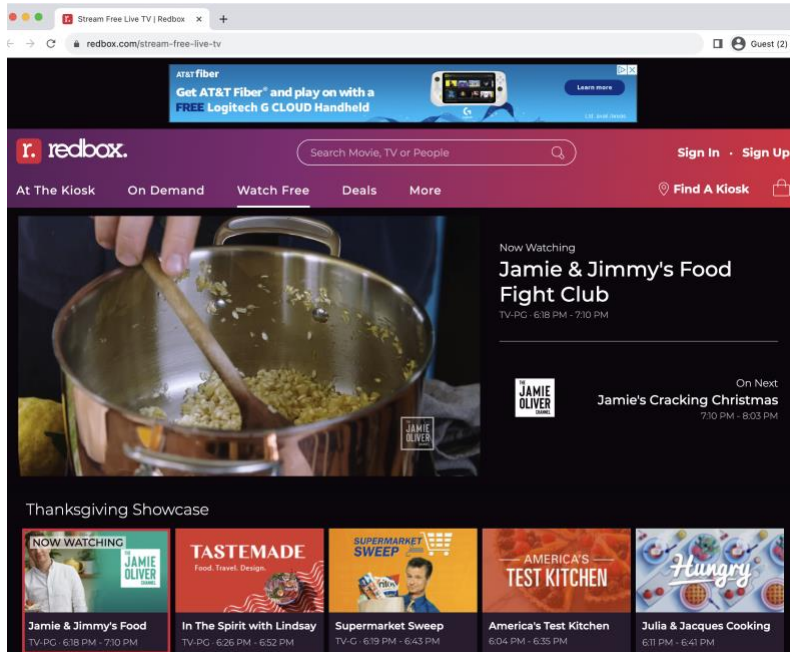 Stream Free Live TV | Redbox
redbox.com/stream-free-live-tv
Guest (2)
AT&T fiber
Get AT&T Fiber® and play on with a
FREE Logitech G CLOUD Handheld
Learn more
r. redbox.
Search Movie, TV or People
Sign In · Sign Up
At The Kiosk
On Demand
Watch Free
Deals
More
Find A Kiosk
JAMIE
OLIVER
Now Watching
Jamie & Jimmy's Food
Fight Club
TV-PG · 6:18 PM - 7:10 PM
THE
JAMIE
OLIVER
CHANNEL
On Next
Jamie's Cracking Christmas
7:10 PM - 8:03 PM
Thanksgiving Showcase
NOW WATCHING
THE
JAMIE
OLIVER
CHANNEL
Jamie & Jimmy's Food
TV-PG · 6:18 PM - 7:10 PM
TASTEMADE
Food. Travel. Design.
In The Spirit with Lindsay
TV-PG · 6:26 PM - 6:52 PM
SUPERMARKET
SWEEP
Supermarket Sweep
TV-G · 6:19 PM - 6:43 PM
AMERICA'S
TEST KITCHEN
America's Test Kitchen
6:04 PM - 6:35 PM
Hungry
Julia & Jacques Cooking
6:11 PM - 6:41 PM